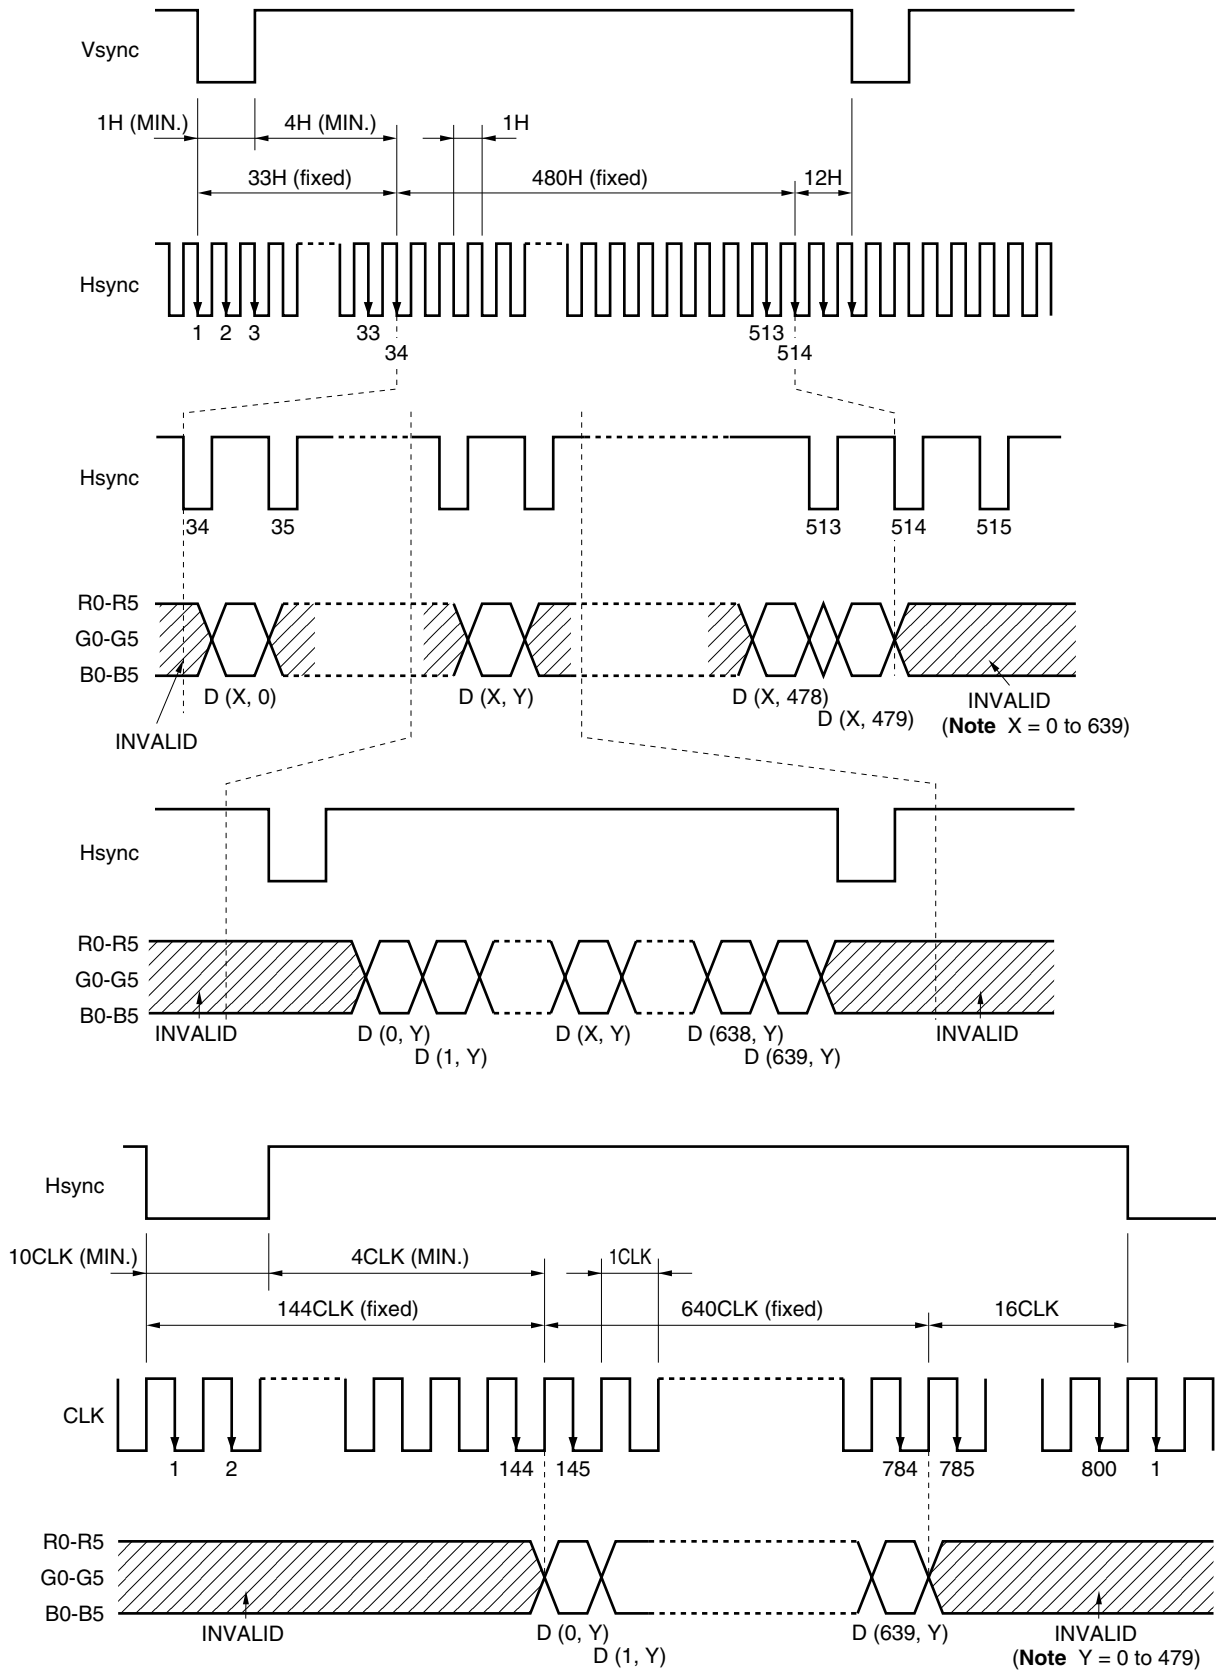 Vsync
1H (MIN.) 4H (MIN.) 1H
33H (fixed) 480H (fixed) 12H
Hsync
1 2 3 33 513
34 514
Hsync
34 35 513 514 515
R0-R5
G0-G5
B0-B5
D (X, 0) D (X, Y) D (X, 478) INVALID
D (X, 479) (Note X = 0 to 639)
INVALID
Hsync
R0-R5
G0-G5
B0-B5
INVALID D (0, Y) D (X, Y) D (638, Y) INVALID
D (1, Y) D (639, Y)
Hsync
10CLK (MIN.) 4CLK (MIN.) 1CLK
144CLK (fixed) 640CLK (fixed) 16CLK
CLK
1 2 144 145 784 785 800 1
R0-R5
G0-G5
B0-B5
INVALID D (0, Y) D (639, Y) INVALID
D (1, Y) (Note Y = 0 to 479)